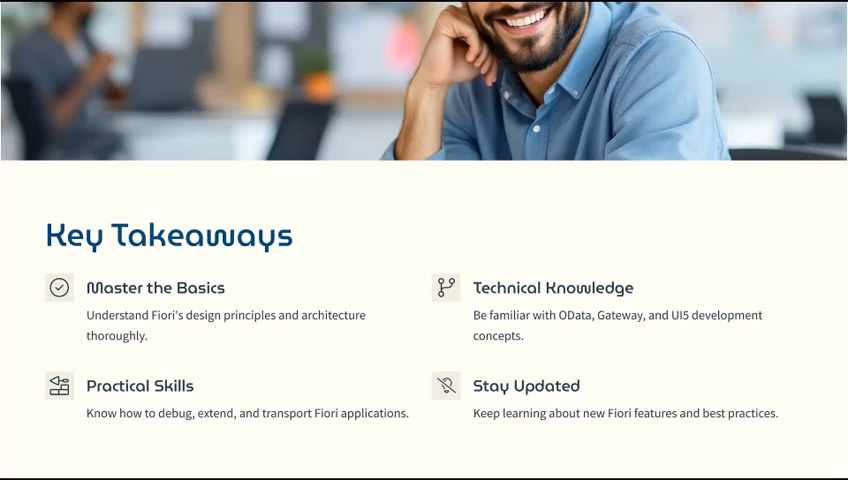 Key Takeaways
Master the Basics
Understand Fiori's design principles and architecture
thoroughly.
Technical Knowledge
Be familiar with OData, Gateway, and UI5 development
concepts.
Practical Skills
Know how to debug, extend, and transport Fiori applications.
Stay Updated
Keep learning about new Fiori features and best practices.